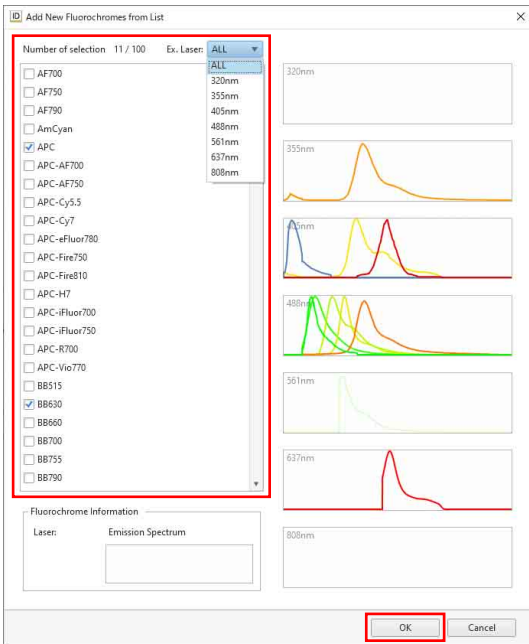 ID Add New Fluorochromes from List
Number of selection 11 / 100 Ex. Laser: ALL
ALL
320nm
355nm
405nm
488nm
561nm
637nm
808nm
AF700
AF750
AF790
AmCyan
APC
APC-AF700
APC-AF750
APC-Cy5.5
APC-Cy7
APC-eFluor780
APC-Fire750
APC-Fire810
APC-H7
APC-iFluor700
APC-iFluor750
APC-R700
APC-Vio770
BB515
BB630
BB660
BB700
BB755
BB790
320nm
355nm
405nm
488nm
561nm
637nm
808nm
Fluorochrome Information
Laser: Emission Spectrum
OK Cancel